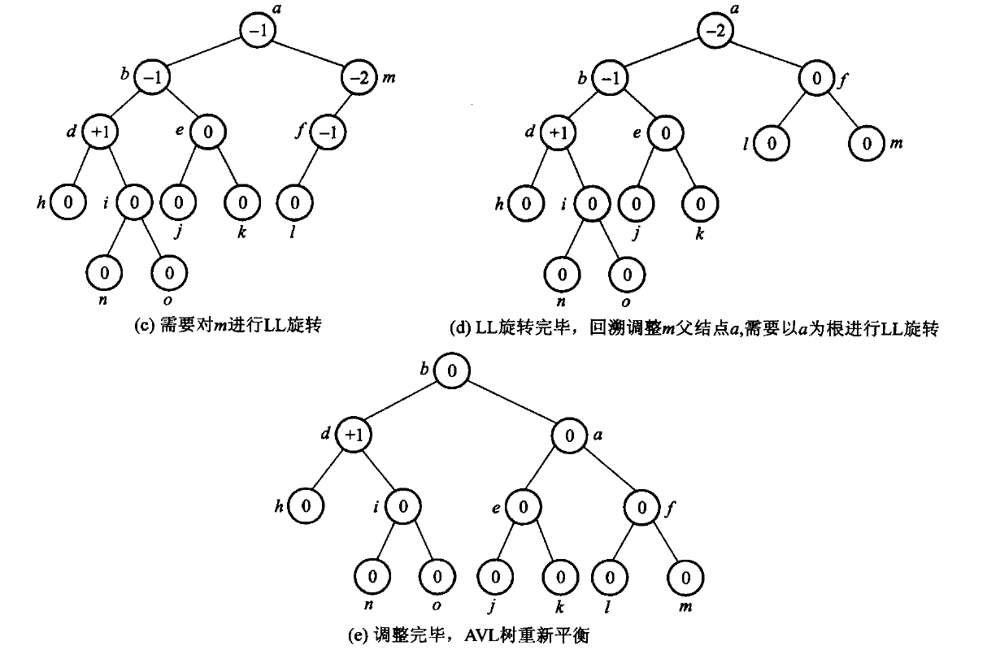 a a
−1 −2
b −1 −2 m b −1 0 f
d +1 e 0 f −1 d +1 e 0 l 0 0 m
h 0 i 0 0 0 0 h 0 i 0 0 0
j k l j k
0 0 0 0
n o n o
(c) 需要对m进行LL旋转
(d) LL旋转完毕，回溯调整m父结点a,需要以a为根进行LL旋转
b 0
d +1 0 a
h 0 i 0 e 0 0 f
0 0 0 0 0 0
n o j k l m
(e) 调整完毕，AVL树重新平衡